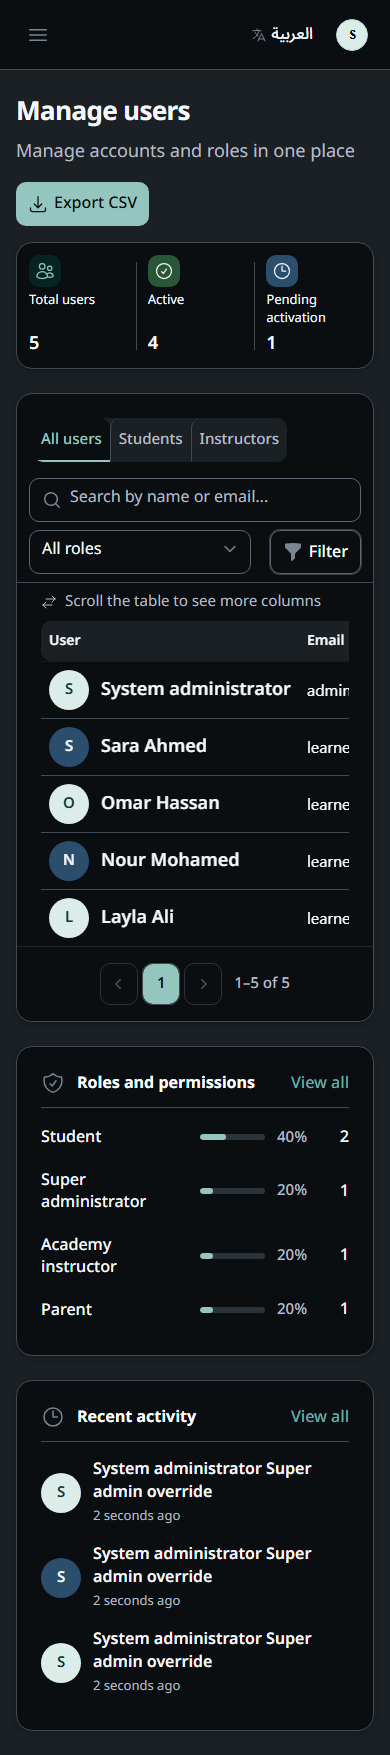 العربية
S
Manage users
Manage accounts and roles in one place
Export CSV
Total users
Active
Pending
activation
5
4
1
All users
Students
Instructors
Search by name or email...
All roles
Filter
Scroll the table to see more columns
User
Email
S
System administrator
admin
S
Sara Ahmed
learne
O
Omar Hassan
learne
N
Nour Mohamed
learne
L
Layla Ali
learne
1
1–5 of 5
Roles and permissions
View all
Student
40%
2
Super
administrator
20%
1
Academy
instructor
20%
1
Parent
20%
1
Recent activity
View all
S
System administrator Super
admin override
2 seconds ago
S
System administrator Super
admin override
2 seconds ago
S
System administrator Super
admin override
2 seconds ago